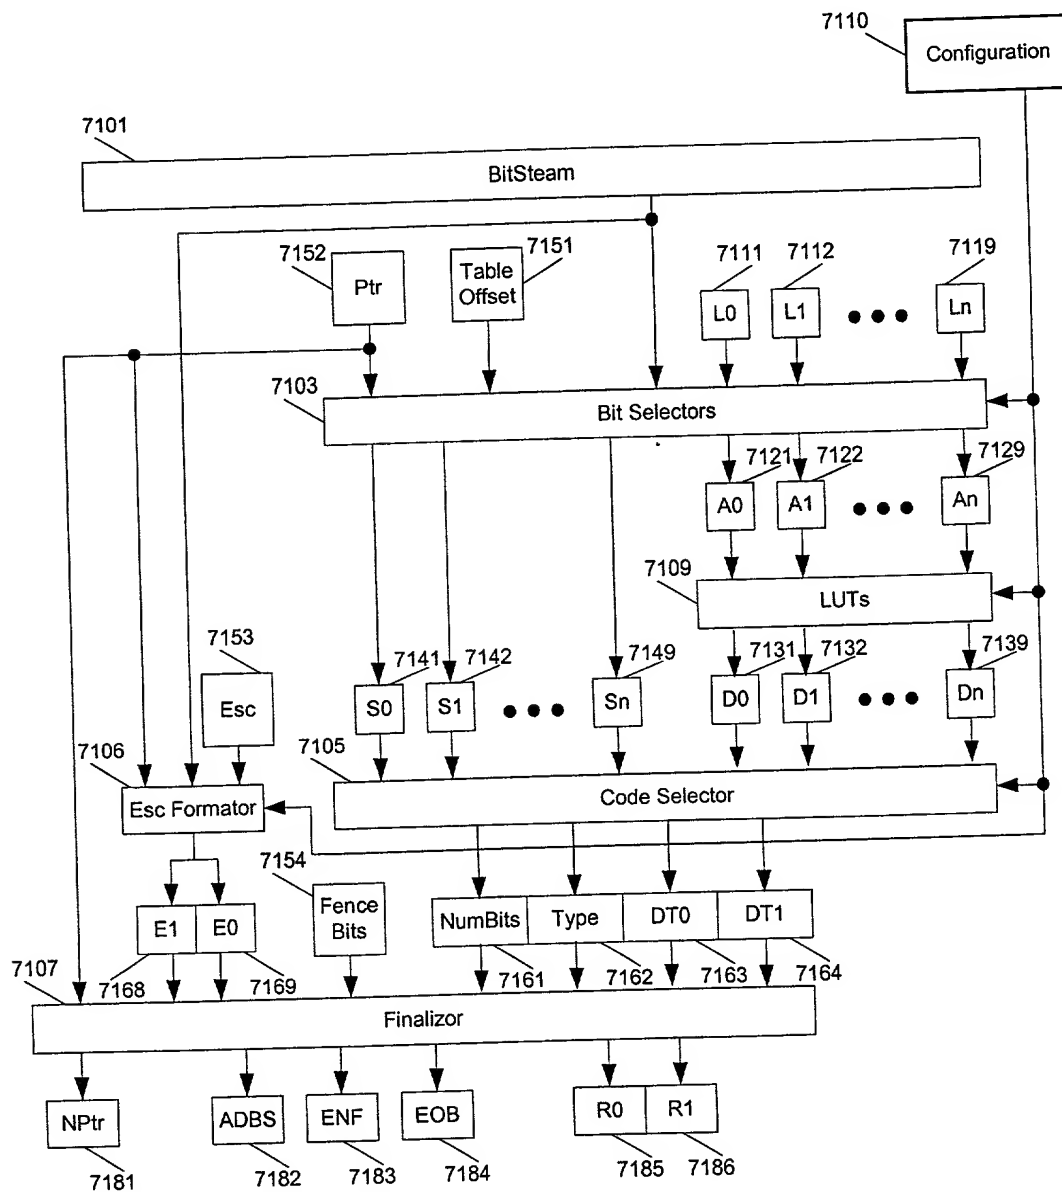 7110
Configuration
7101
BitSteam
7152
Ptr
Table
Offset
7151
7111
L0
7112
L1
7119
Ln
7103
Bit Selectors
7121
A0
7122
A1
7129
An
7109
LUTs
7153
Esc
7141
S0
7142
S1
7149
Sn
7131
D0
7132
D1
7139
Dn
7106
Esc Formator
7105
Code Selector
7154
Fence
Bits
E1
E0
NumBits
Type
DT0
DT1
7168
7169
7161
7162
7163
7164
7107
Finalizor
NPtr
ADBS
ENF
EOB
R0
R1
7181
7182
7183
7184
7185
7186